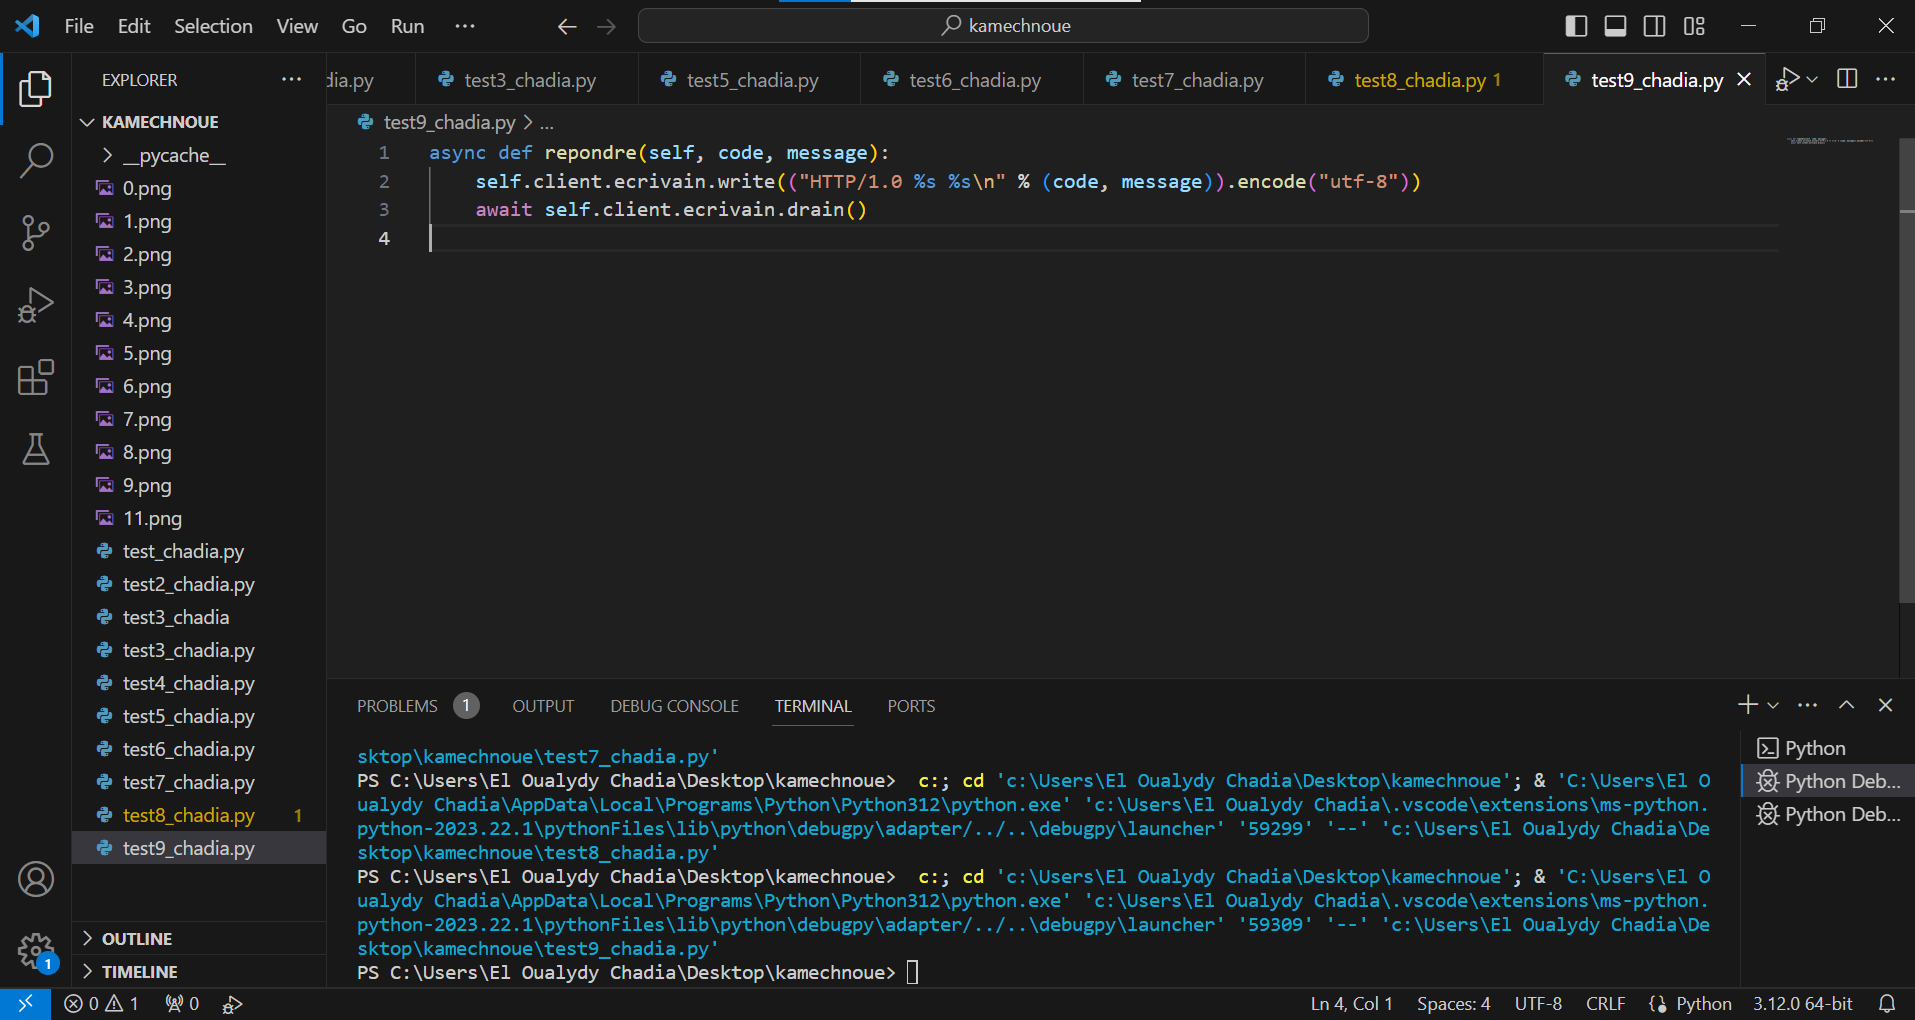 File Edit Selection View Go Run ···
kamechnoue
EXPLORER ···
dia.py
test3_chadia.py
test5_chadia.py
test6_chadia.py
test7_chadia.py
test8_chadia.py 1
test9_chadia.py
KAMECHNOUE
__pycache__
0.png
1.png
2.png
3.png
4.png
5.png
6.png
7.png
8.png
9.png
11.png
test_chadia.py
test2_chadia.py
test3_chadia
test3_chadia.py
test4_chadia.py
test5_chadia.py
test6_chadia.py
test7_chadia.py
test8_chadia.py 1
test9_chadia.py
OUTLINE
TIMELINE
test9_chadia.py > ...
1 async def repondre(self, code, message):
2 self.client.ecrivain.write(("HTTP/1.0 %s %s\n" % (code, message)).encode("utf-8"))
3 await self.client.ecrivain.drain()
4
PROBLEMS 1 OUTPUT DEBUG CONSOLE TERMINAL PORTS
sktop\kamechnoue\test7_chadia.py'
PS C:\Users\El Oualydy Chadia\Desktop\kamechnoue>  c:; cd 'c:\Users\El Oualydy Chadia\Desktop\kamechnoue'; & 'C:\Users\El O
ualydy Chadia\AppData\Local\Programs\Python\Python312\python.exe' 'c:\Users\El Oualydy Chadia\.vscode\extensions\ms-python.
python-2023.22.1\pythonFiles\lib\python\debugpy\adapter/../..\debugpy\launcher' '59299' '--' 'c:\Users\El Oualydy Chadia\De
sktop\kamechnoue\test8_chadia.py'
PS C:\Users\El Oualydy Chadia\Desktop\kamechnoue>  c:; cd 'c:\Users\El Oualydy Chadia\Desktop\kamechnoue'; & 'C:\Users\El O
ualydy Chadia\AppData\Local\Programs\Python\Python312\python.exe' 'c:\Users\El Oualydy Chadia\.vscode\extensions\ms-python.
python-2023.22.1\pythonFiles\lib\python\debugpy\adapter/../..\debugpy\launcher' '59309' '--' 'c:\Users\El Oualydy Chadia\De
sktop\kamechnoue\test9_chadia.py'
PS C:\Users\El Oualydy Chadia\Desktop\kamechnoue>
Python
Python Deb...
Python Deb...
1
0 1 0
Ln 4, Col 1 Spaces: 4 UTF-8 CRLF Python 3.12.0 64-bit